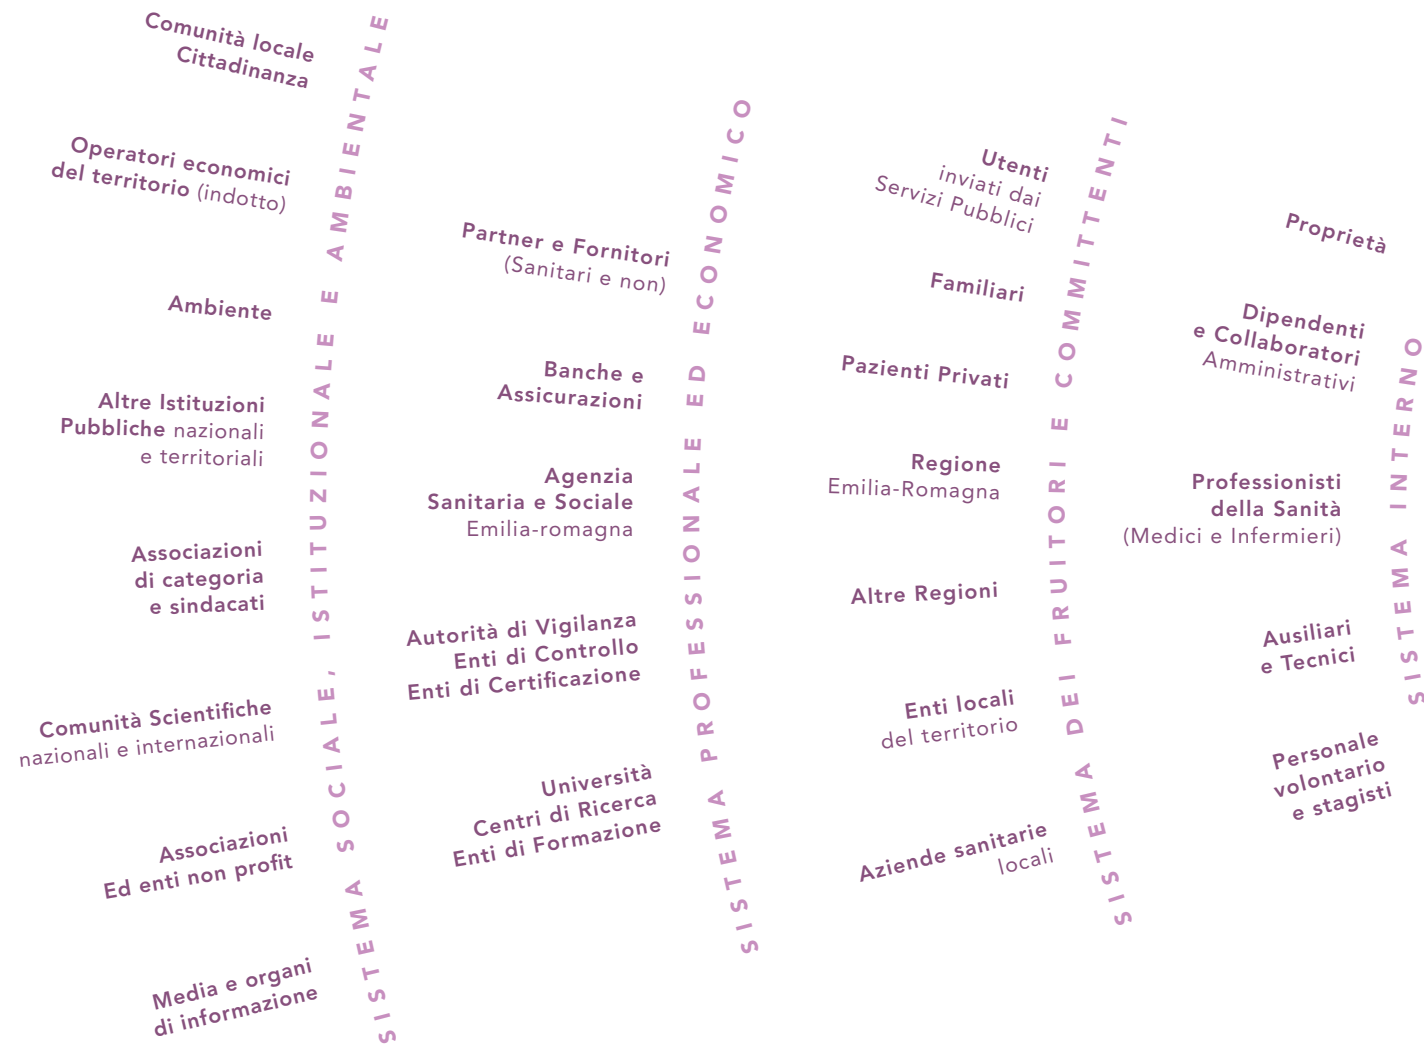 Comunità locale
Cittadinanza
Operatori economici
del territorio (indotto)
Ambiente
Altre Istituzioni
Pubbliche nazionali
e territoriali
Associazioni
di categoria
e sindacati
Comunità Scientifiche
nazionali e internazionali
Associazioni
Ed enti non profit
Media e organi
di informazione
SISTEMA SOCIALE, ISTITUZIONALE E AMBIENTALE
Partner e Fornitori
(Sanitari e non)
Banche e
Assicurazioni
Agenzia
Sanitaria e Sociale
Emilia-romagna
Autorità di Vigilanza
Enti di Controllo
Enti di Certificazione
Università
Centri di Ricerca
Enti di Formazione
SISTEMA PROFESSIONALE ED ECONOMICO
Utenti
inviati dai
Servizi Pubblici
Familiari
Pazienti Privati
Regione
Emilia-Romagna
Altre Regioni
Enti locali
del territorio
Aziende sanitarie
locali
SISTEMA DEI FRUITORI E COMMITTENTI
Proprietà
Dipendenti
e Collaboratori
Amministrativi
Professionisti
della Sanità
(Medici e Infermieri)
Ausiliari
e Tecnici
Personale
volontario
e stagisti
SISTEMA INTERNO